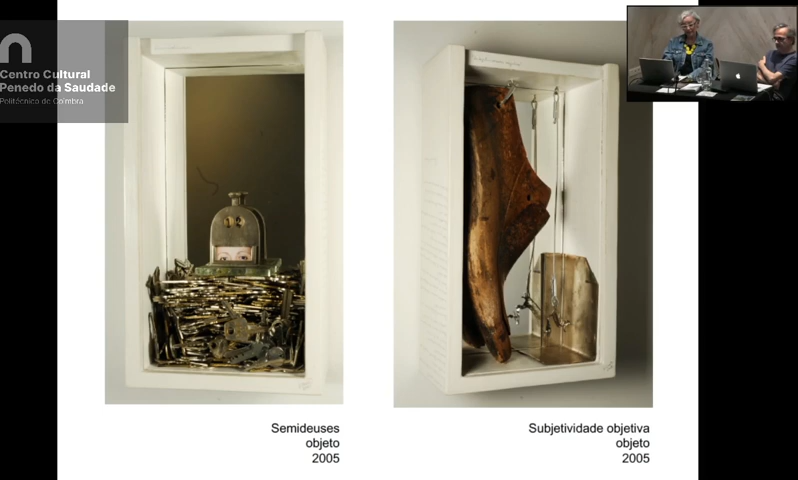 Centro Cultural
Penedo da Saudade
Politécnico de Coimbra
Semideuses
objeto
2005
Subjetividade objetiva
objeto
2005